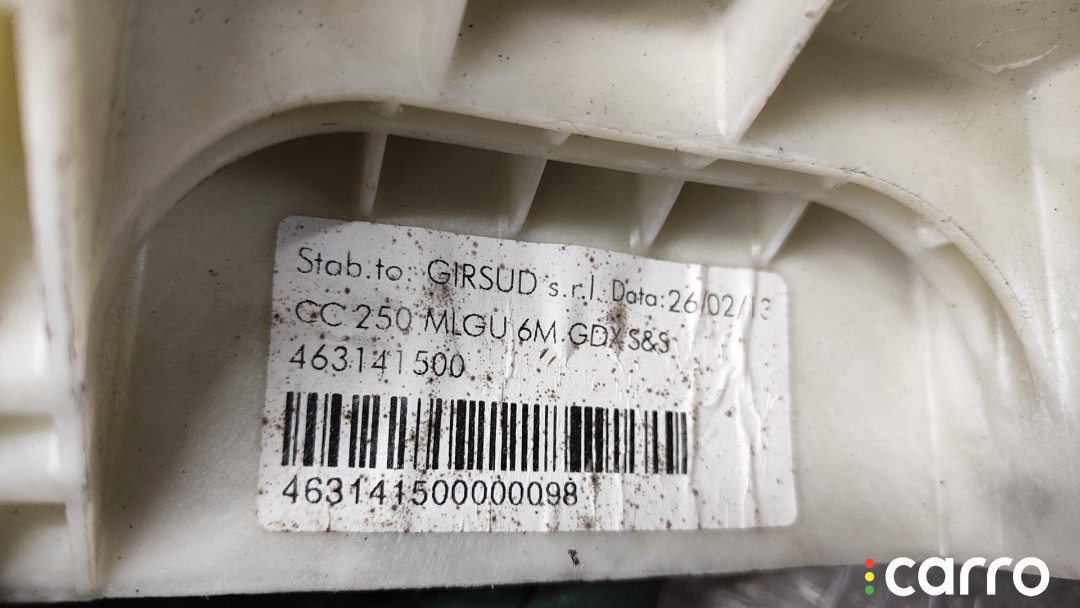 Stab.to: GIRSUD s.r.l. Data:26/02/13
CC 250 MLGU 6M GDX S&S
463141500
463141500000098
carro